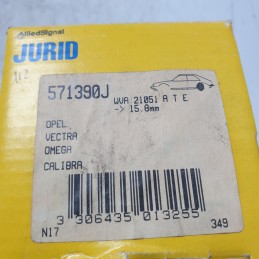 AlliedSignal
JURID
571390J
WVA 21051 A T E
-> 15.8mm
OPEL
VECTRA
OMEGA
CALIBRA
3 306435 013255
N17 349